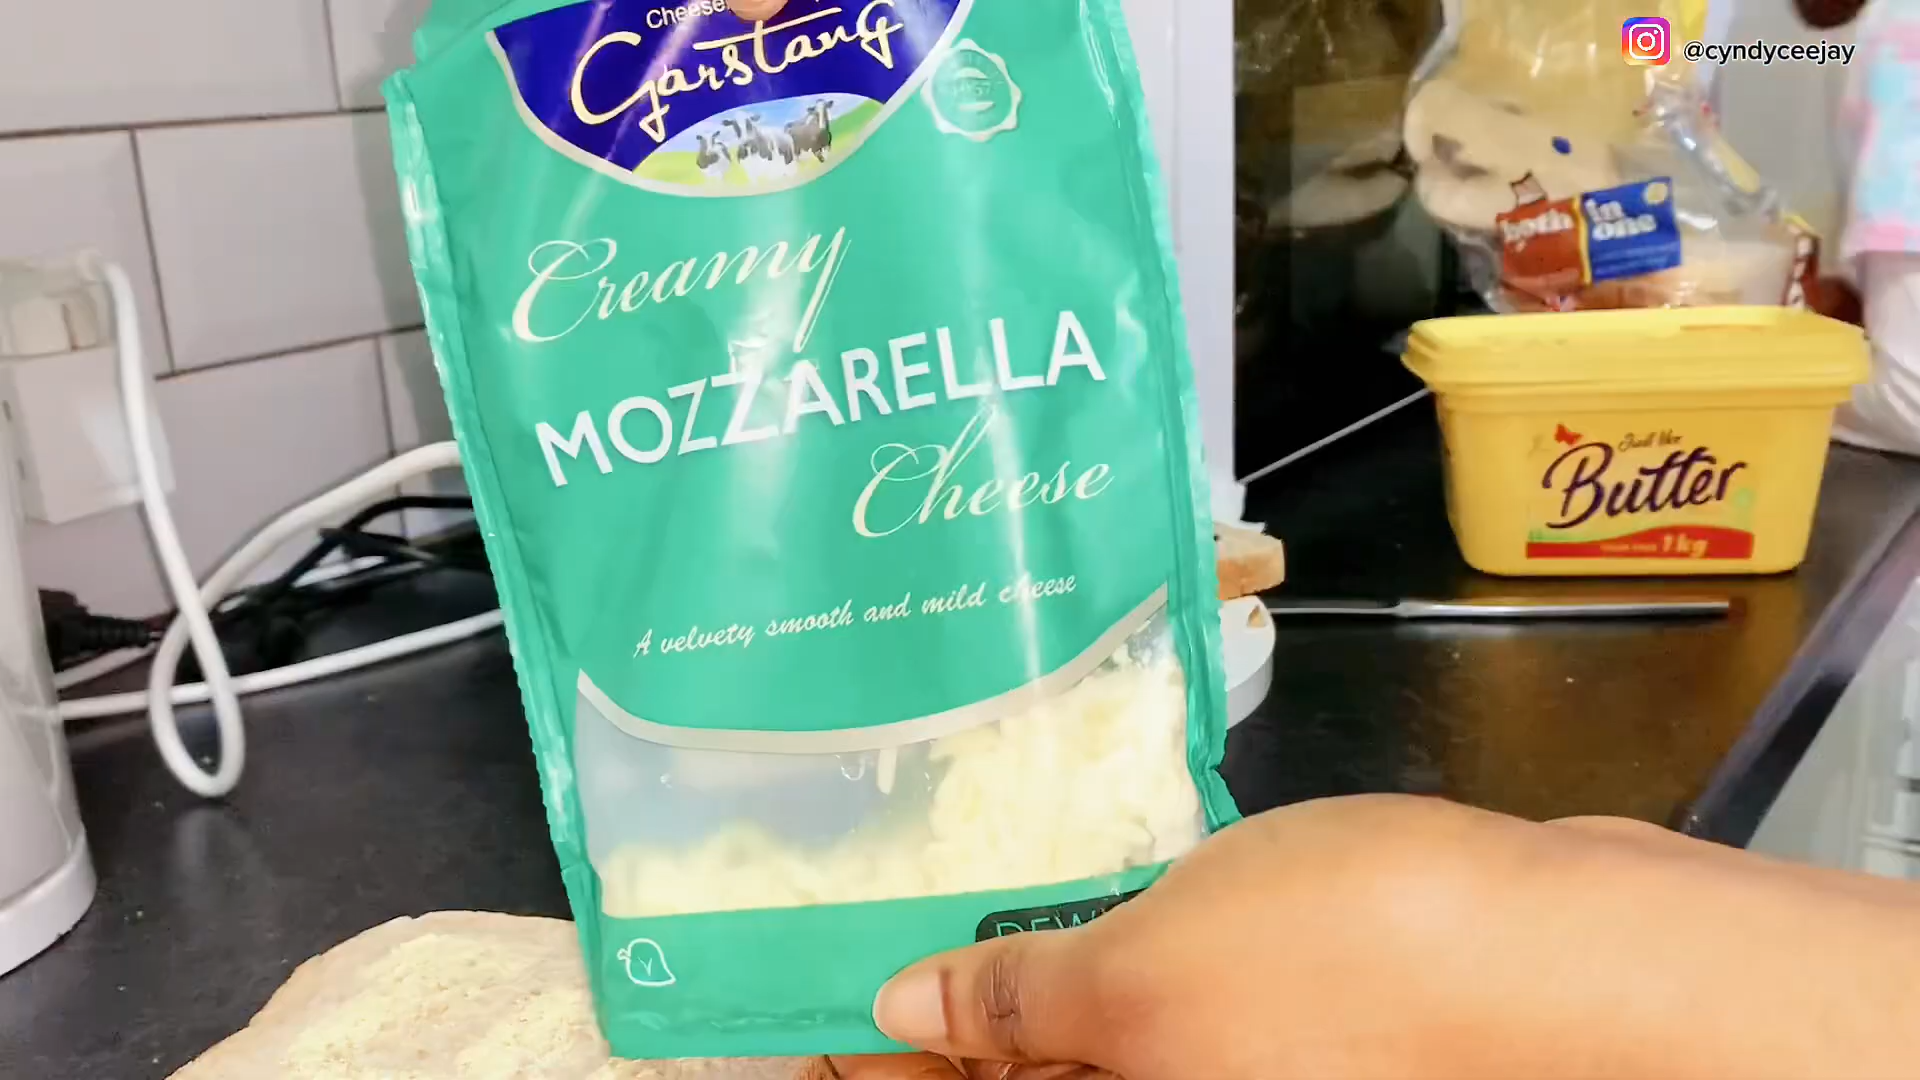 Cheese
Garstang
Creamy
MOZZARELLA
Cheese
A velvety smooth and mild cheese
V
@cyndyceejay
both in one
Just like
Butter
1kg